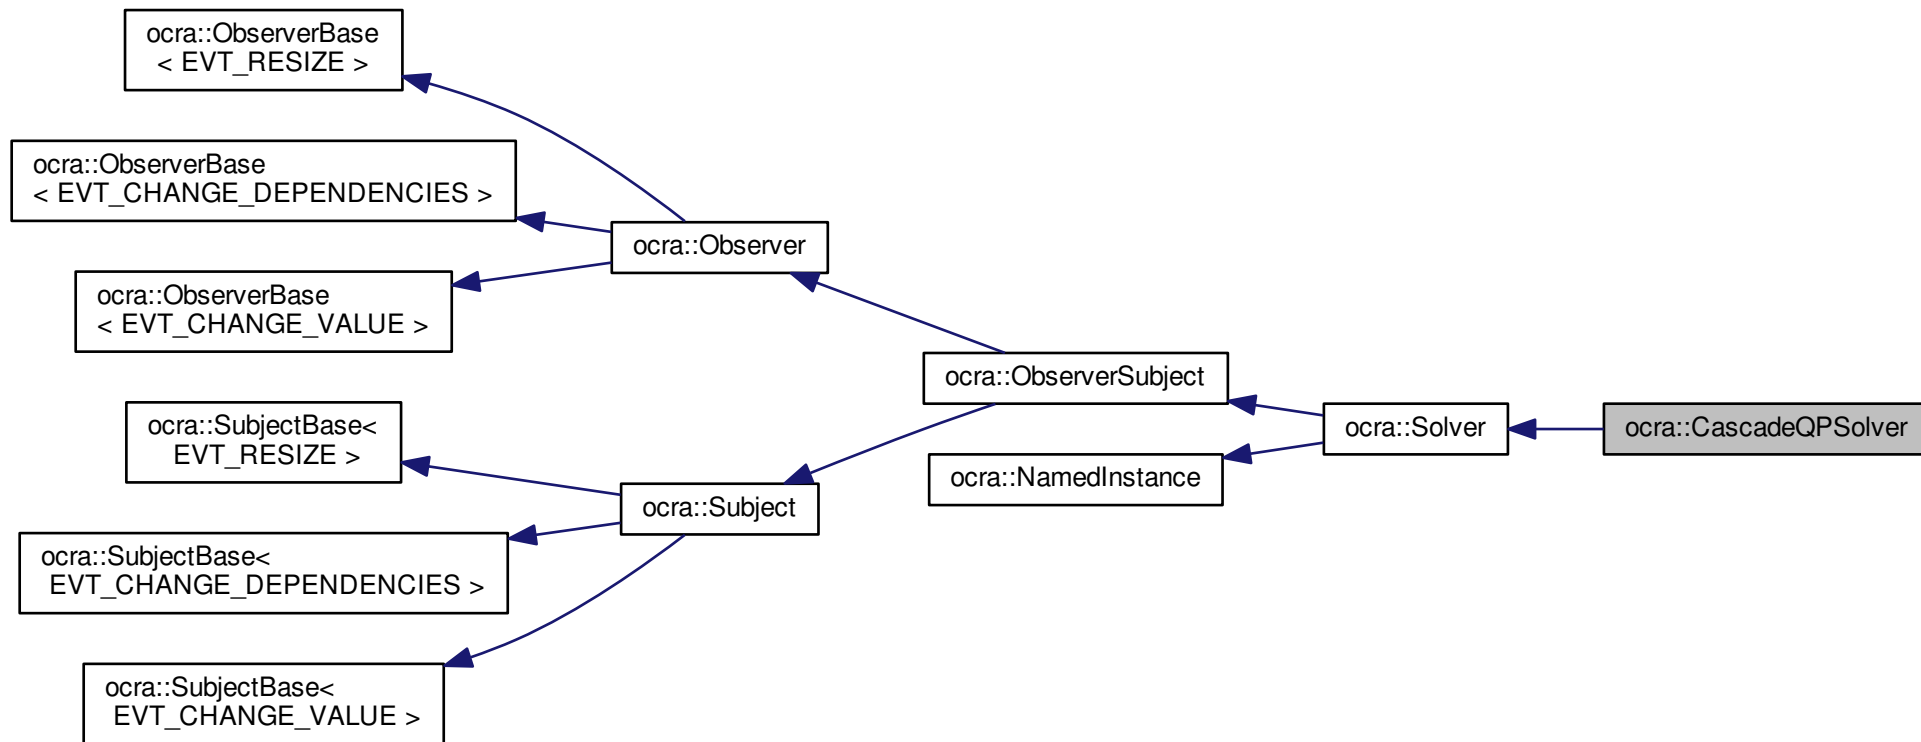 ocra::ObserverBase
< EVT_RESIZE >
ocra::ObserverBase
< EVT_CHANGE_DEPENDENCIES >
ocra::Observer
ocra::ObserverBase
< EVT_CHANGE_VALUE >
ocra::ObserverSubject
ocra::SubjectBase<
EVT_RESIZE >
ocra::Solver
ocra::CascadeQPSolver
ocra::NamedInstance
ocra::Subject
ocra::SubjectBase<
EVT_CHANGE_DEPENDENCIES >
ocra::SubjectBase<
EVT_CHANGE_VALUE >